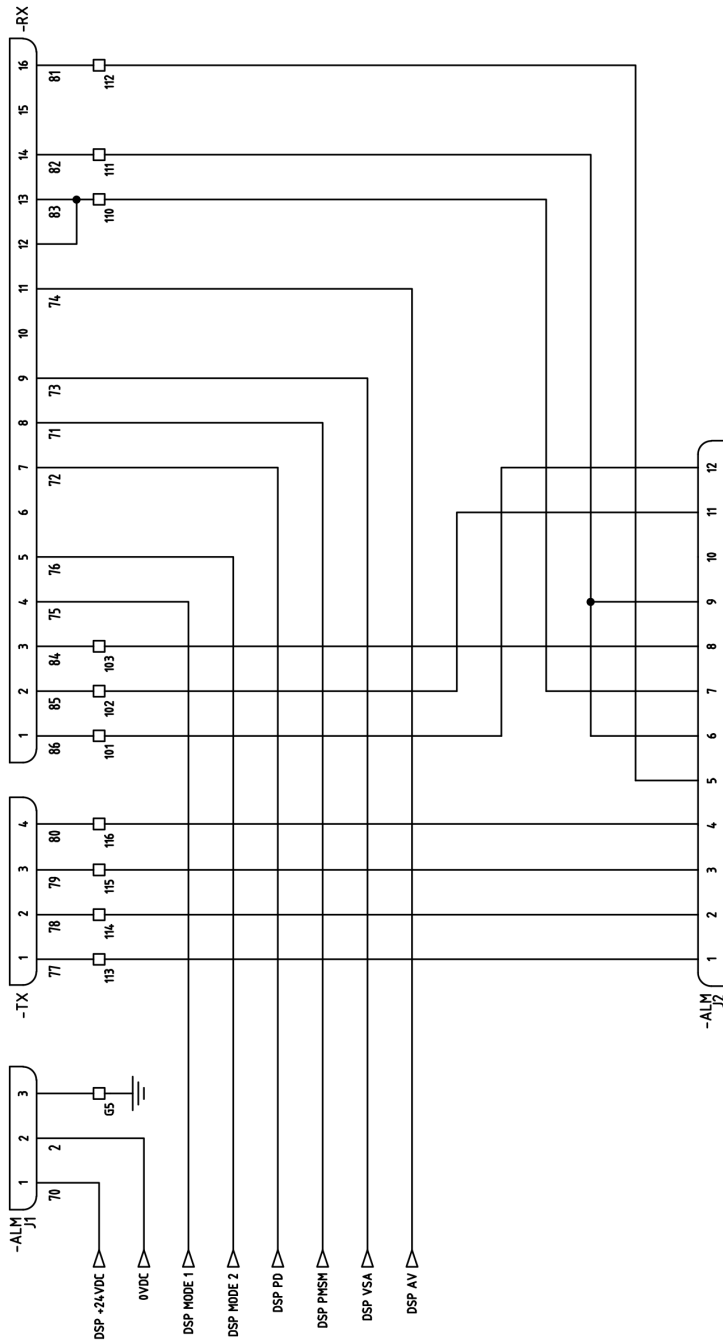 -ALM
J1
1 2 3
-TX
1 2 3 4
1 2 3 4 5 6 7 8 9 10 11 12 13 14 15 16
-RX
70 2 77 78 79 80 86 85 84 75 76 72 71 73 74 83 82 81
G5 113 114 115 116 101 102 103 110 111 112
DSP +24VDC
0VDC
DSP MODE 1
DSP MODE 2
DSP PD
DSP PMSM
DSP VSA
DSP AV
-ALM
J2
1 2 3 4 5 6 7 8 9 10 11 12